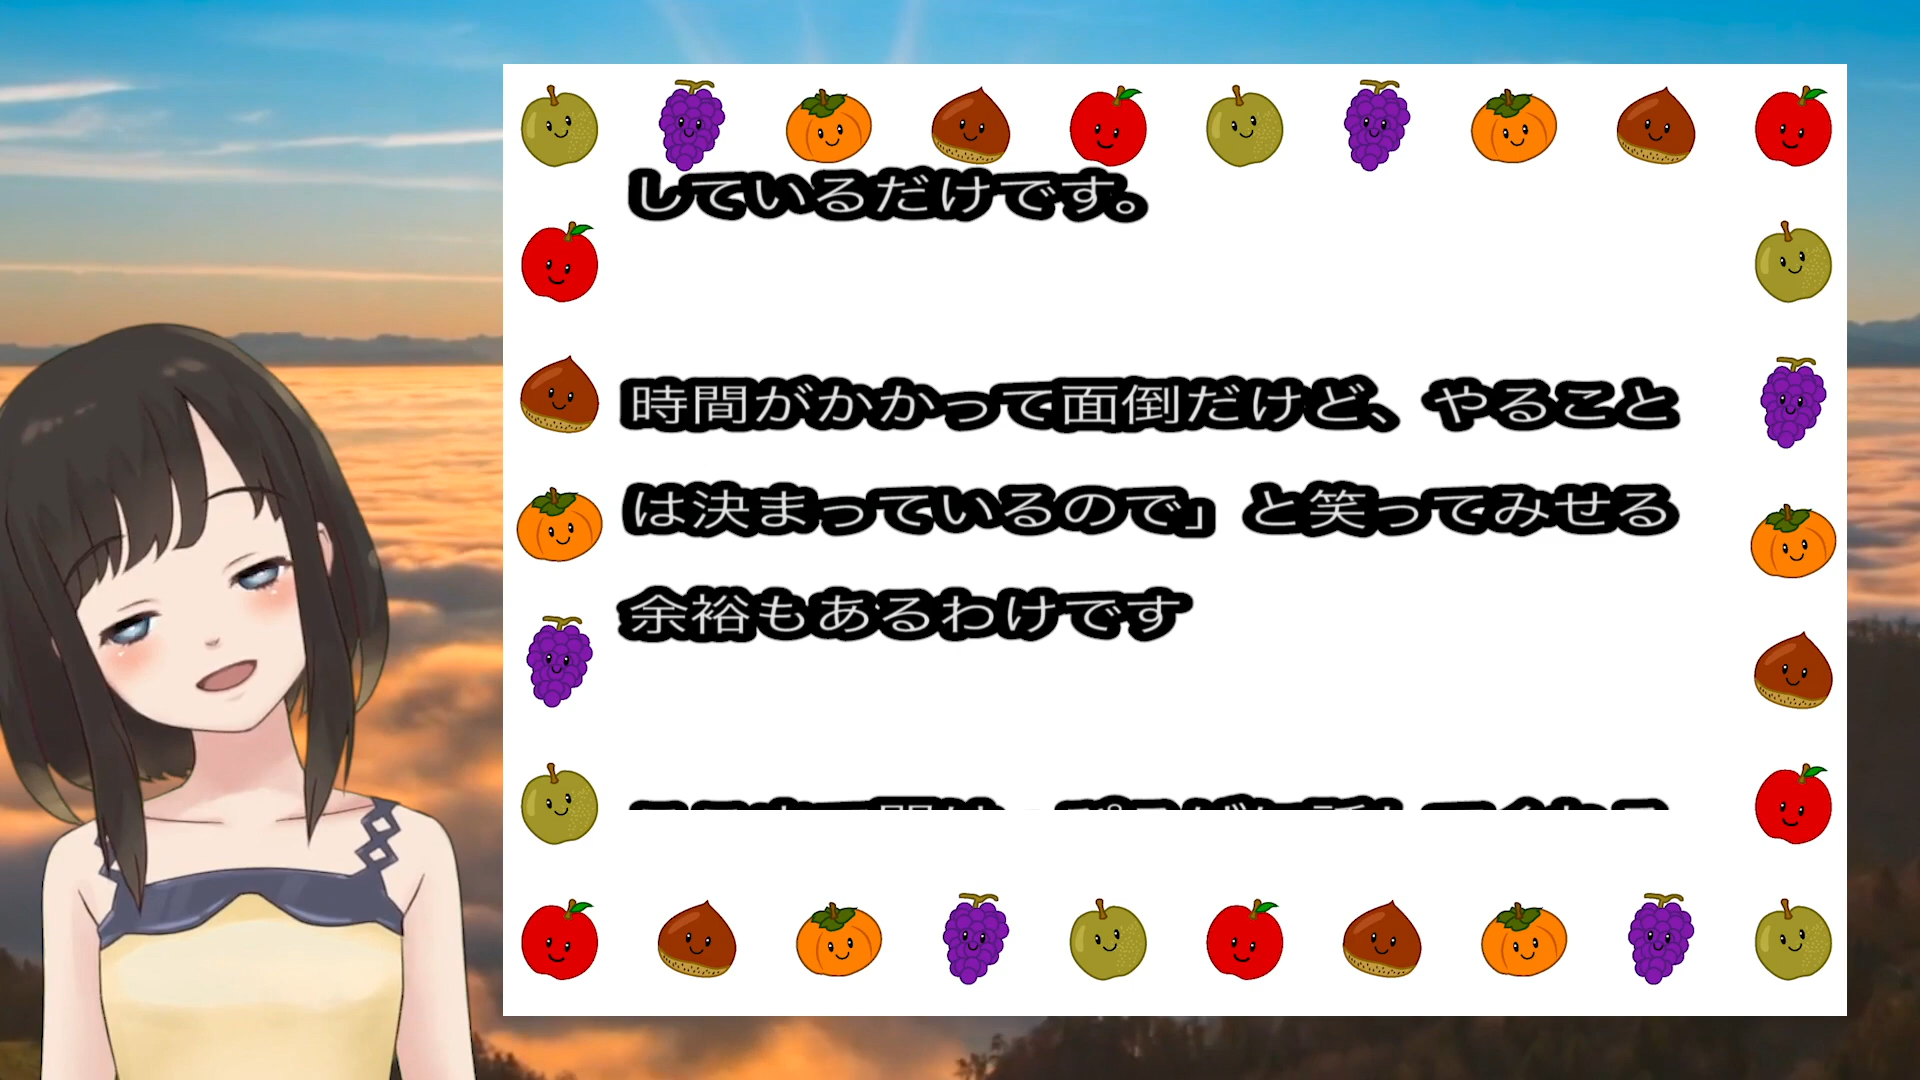 しているだけです。
時間がかかって面倒だけど、やること
は決まっているので」と笑ってみせる
余裕もあるわけです